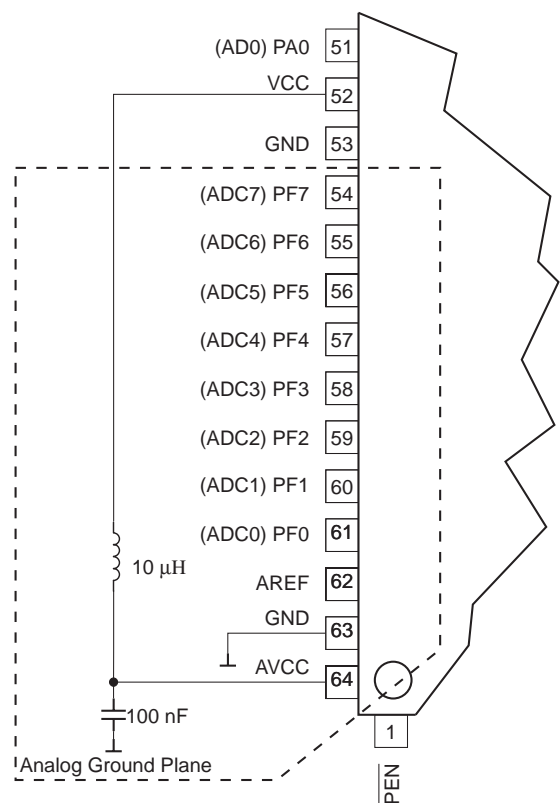 (AD0) PA0 51
VCC 52
GND 53
(ADC7) PF7 54
(ADC6) PF6 55
(ADC5) PF5 56
(ADC4) PF4 57
(ADC3) PF3 58
(ADC2) PF2 59
(ADC1) PF1 60
(ADC0) PF0 61
10 μH
AREF 62
GND 63
AVCC 64
100 nF
1
Analog Ground Plane
PEN